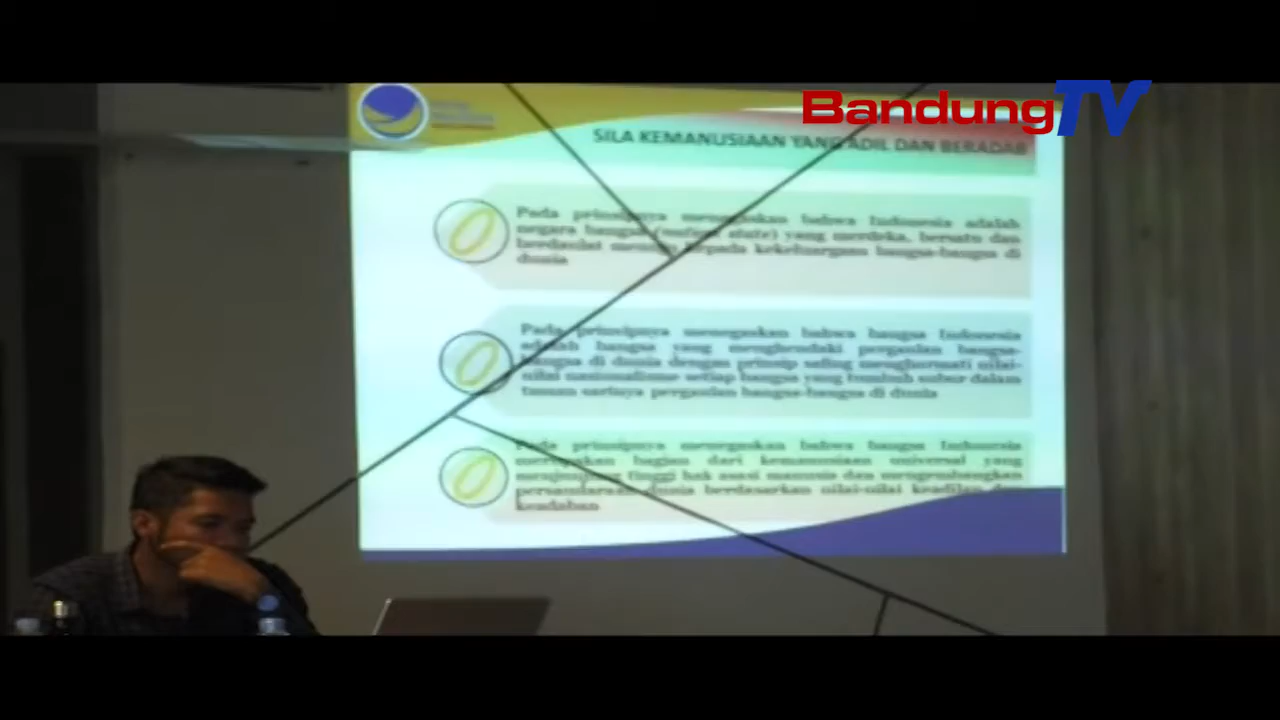 BandungTV
SILA KEMANUSIAAN YANG ADIL DAN BERADAB
Pada prinsipnya menegaskan bahwa Indonesia adalah
negara bangsa (nation state) yang merdeka, bersatu dan
berdaulat menuju kepada kekeluargaan bangsa-bangsa di
dunia
Pada prinsipnya menegaskan bahwa bangsa Indonesia
adalah bangsa yang menghendaki pergaulan bangsa-
bangsa di dunia dengan prinsip saling menghormati nilai-
nilai nasionalisme setiap bangsa yang tumbuh subur dalam
taman sarinya pergaulan bangsa-bangsa di dunia
Pada prinsipnya menegaskan bahwa bangsa Indonesia
merupakan bagian dari kemanusiaan universal yang
menjunjung tinggi hak asasi manusia dan mengembangkan
persaudaraan dunia berdasarkan nilai-nilai keadilan dan
keadaban